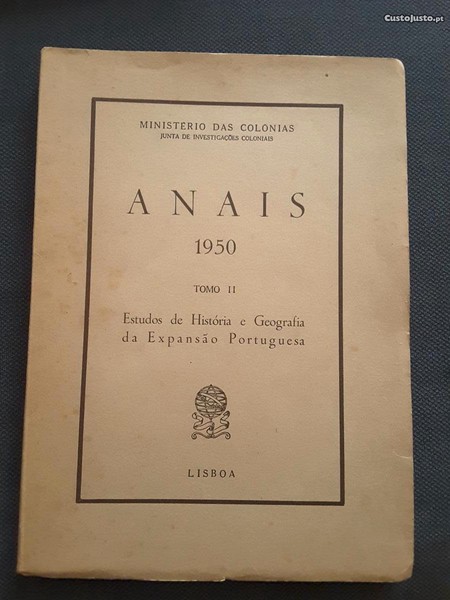 CustoJusto.pt
MINISTÉRIO DAS COLONIAS
JUNTA DE INVESTIGAÇÕES COLONIAIS
ANAIS
1950
TOMO II
Estudos de História e Geografia
da Expansão Portuguesa
LISBOA